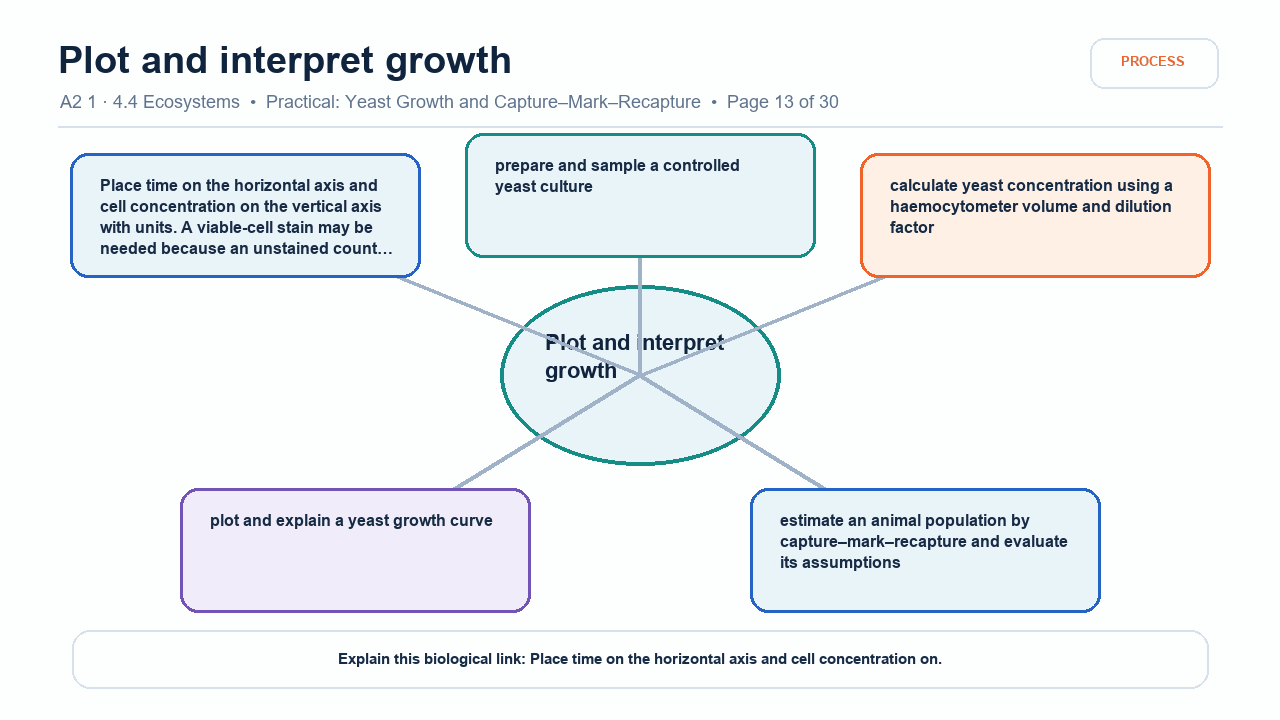 Plot and interpret growth
PROCESS
A2 1 · 4.4 Ecosystems • Practical: Yeast Growth and Capture–Mark–Recapture • Page 13 of 30
Place time on the horizontal axis and
cell concentration on the vertical axis
with units. A viable-cell stain may be
needed because an unstained count…
prepare and sample a controlled
yeast culture
calculate yeast concentration using a
haemocytometer volume and dilution
factor
Plot and interpret
growth
plot and explain a yeast growth curve
estimate an animal population by
capture–mark–recapture and evaluate
its assumptions
Explain this biological link: Place time on the horizontal axis and cell concentration on.